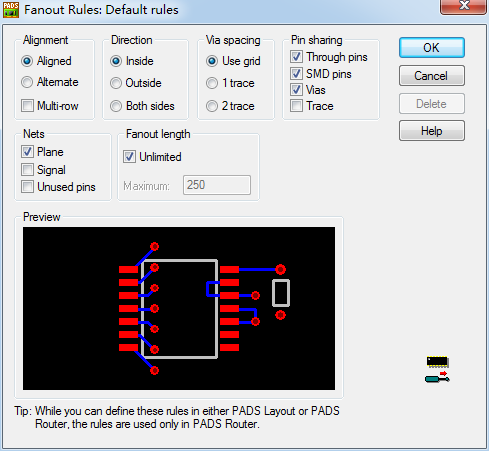 PADS
Fanout Rules: Default rules
Alignment
Aligned
Alternate
Multi-row
Direction
Inside
Outside
Both sides
Via spacing
Use grid
1 trace
2 trace
Pin sharing
Through pins
SMD pins
Vias
Trace
OK
Cancel
Delete
Help
Nets
Plane
Signal
Unused pins
Fanout length
Unlimited
Maximum: 250
Preview
Tip: While you can define these rules in either PADS Layout or PADS
Router, the rules are used only in PADS Router.